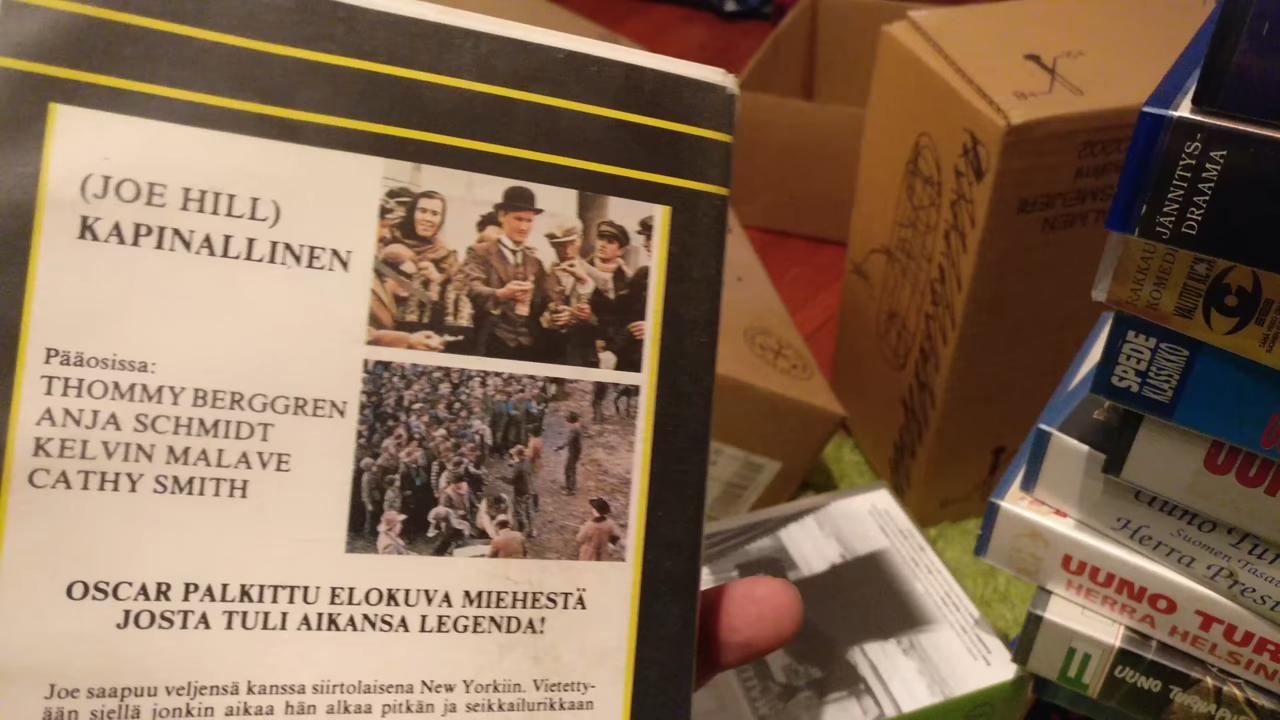 (JOE HILL)
KAPINALLINEN
Pääosissa:
THOMMY BERGGREN
ANJA SCHMIDT
KELVIN MALAVE
CATHY SMITH
OSCAR PALKITTU ELOKUVA MIEHESTÄ
JOSTA TULI AIKANSA LEGENDA!
Joe saapuu veljensä kanssa siirtolaisena New Yorkiin. Vietetty-
ään siellä jonkin aikaa hän alkaa pitkän ja seikkailurikkaan
JÄNNITYS-
DRAAMA
SPEDE
KLASSIKKO
Uuno Tur
Suomen Tasa
Herra Presi
UUNO TUR
HERRA HELSIN
UUNO